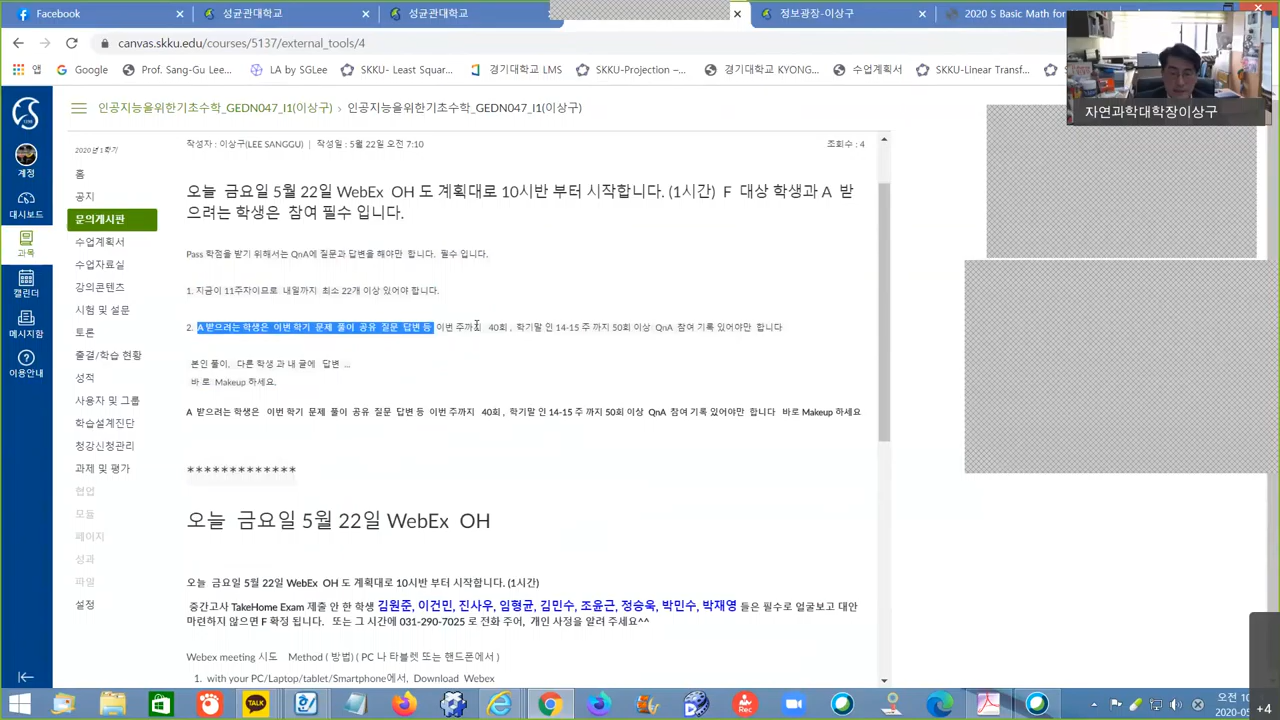 Facebook
성균관대학교
성균관대학교
정보광장-이상구
2020 S Basic Math for
canvas.skku.edu/courses/5137/external_tools/4
앱
Google
Prof. Sang-Gu Lee...
LA by SGLee
SKKU- Least Squar...
경기대학교 LMS
SKKU-Projection –...
경기대학교 KYONG...
수업계획서
SKKU-LInear Transf...
자연과학대학장이상구
인공지능을위한기초수학_GEDN047_I1(이상구) › 인공지능을위한기초수학_GEDN047_I1(이상구)
계정
대시보드
과목
캘린더
메시지함
이용안내
2020년 1학기
홈
공지
문의게시판
수업계획서
수업자료실
강의콘텐츠
시험 및 설문
토론
출결/학습 현황
성적
사용자 및 그룹
학습설계진단
청강신청관리
과제 및 평가
협업
모듈
페이지
성과
파일
설정
작성자 : 이상구(LEE SANGGU) | 작성일 : 5월 22일 오전 7:10
조회수 : 4
오늘 금요일 5월 22일 WebEx OH 도 계획대로 10시반 부터 시작합니다. (1시간) F 대상 학생과 A 받
으려는 학생은 참여 필수 입니다.
Pass 학점을 받기 위해서는 QnA에 질문과 답변을 해야만 합니다. 필수 입니다.
1. 지금이 11주차이므로 내일까지 최소 22개 이상 있어야 합니다.
2. A 받으려는 학생은 이번 학기 문제 풀이 공유 질문 답변 등 이번 주까지 40회 , 학기말 인 14-15 주 까지 50회 이상 QnA 참여 기록 있어야만 합니다
본인 풀이, 다른 학생 과 내 글에 답변 ...
바 로 Makeup 하세요.
A 받으려는 학생은 이번 학기 문제 풀이 공유 질문 답변 등 이번 주까지 40회 , 학기말 인 14-15 주 까지 50회 이상 QnA 참여 기록 있어야만 합니다 바로 Makeup 하세요
*************
오늘 금요일 5월 22일 WebEx OH
오늘 금요일 5월 22일 WebEx OH 도 계획대로 10시반 부터 시작합니다. (1시간)
중간고사 TakeHome Exam 제출 안 한 학생 김원준, 이건민, 진사우, 임형균, 김민수, 조윤근, 정승욱, 박민수, 박재영 들은 필수로 얼굴보고 대안
마련하지 않으면 F 확정 됩니다. 또는 그 시간에 031-290-7025 로 전화 주어, 개인 사정을 알려 주세요^^
Webex meeting 시도 Method ( 방법) ( PC 나 타블렛 또는 핸드폰에서 )
1. with your PC/Laptop/tablet/Smartphone에서, Download Webex
TALK
Rec
오전 10
2020-05
+4